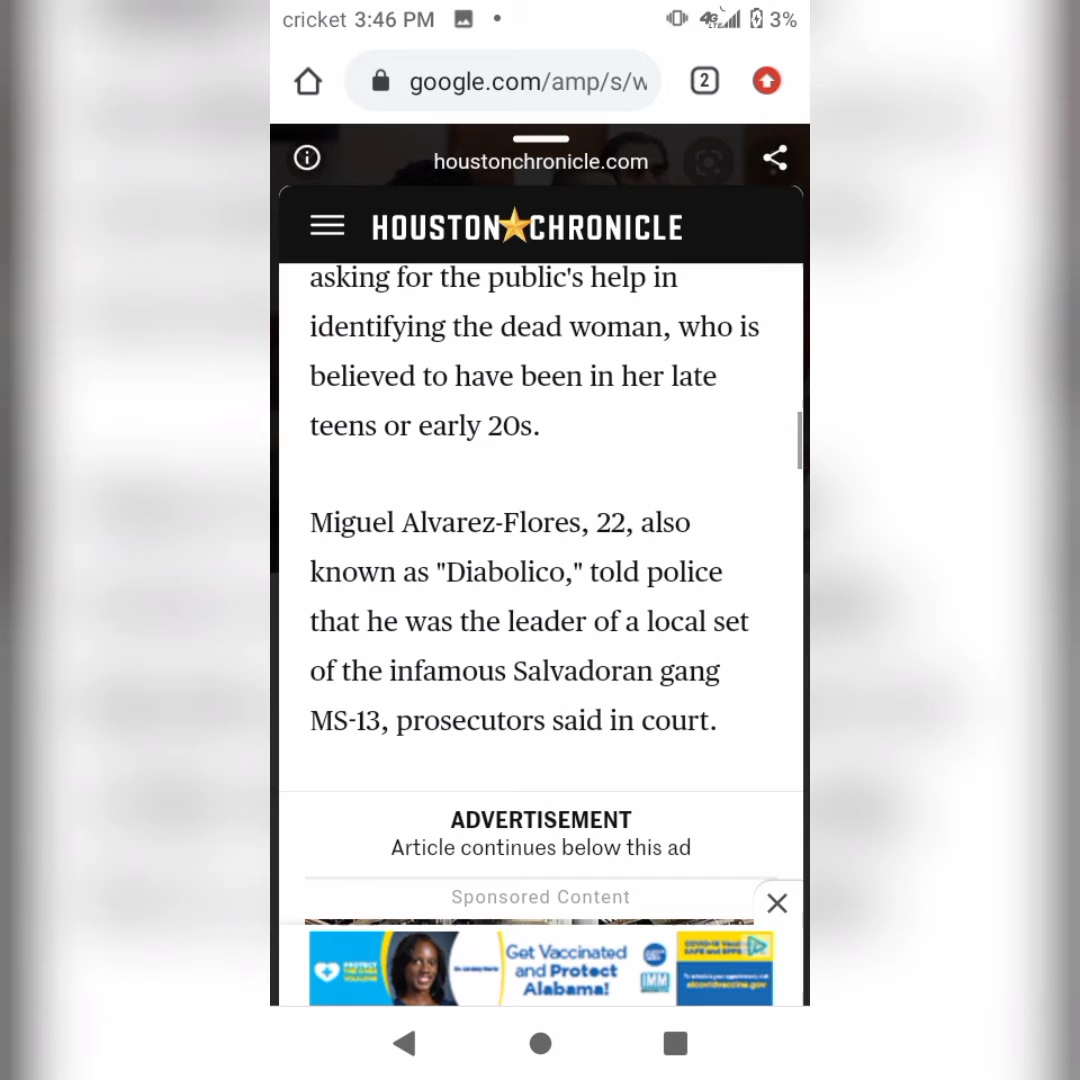 cricket 3:46 PM 3%
google.com/amp/s/w 2
houstonchronicle.com
HOUSTON CHRONICLE
asking for the public's help in
identifying the dead woman, who is
believed to have been in her late
teens or early 20s.
Miguel Alvarez-Flores, 22, also
known as "Diabolico," told police
that he was the leader of a local set
of the infamous Salvadoran gang
MS-13, prosecutors said in court.
ADVERTISEMENT
Article continues below this ad
Sponsored Content
Get Vaccinated
and Protect
Alabama!
PROTECT
IMM
alcovidvaccine.gov